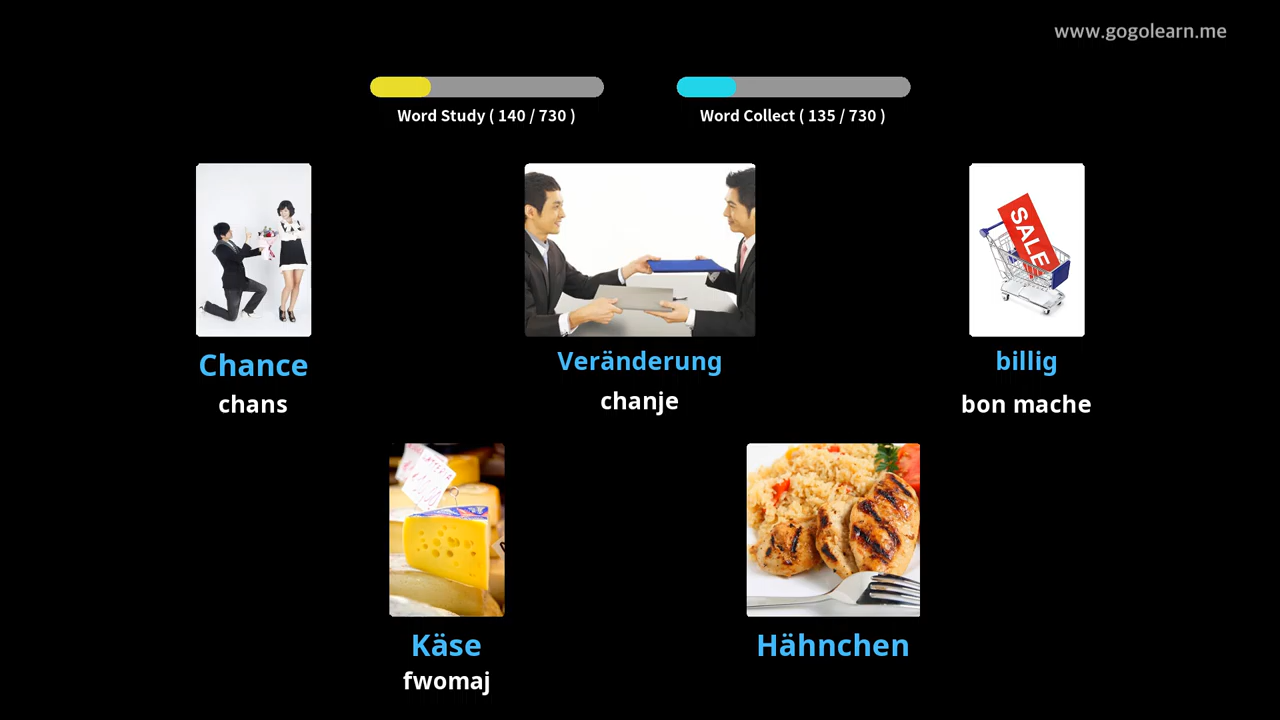 www.gogolearn.me
Word Study ( 140 / 730 )
Word Collect ( 135 / 730 )
SALE
Chance
chans
Veränderung
chanje
billig
bon mache
Käse
fwomaj
Hähnchen